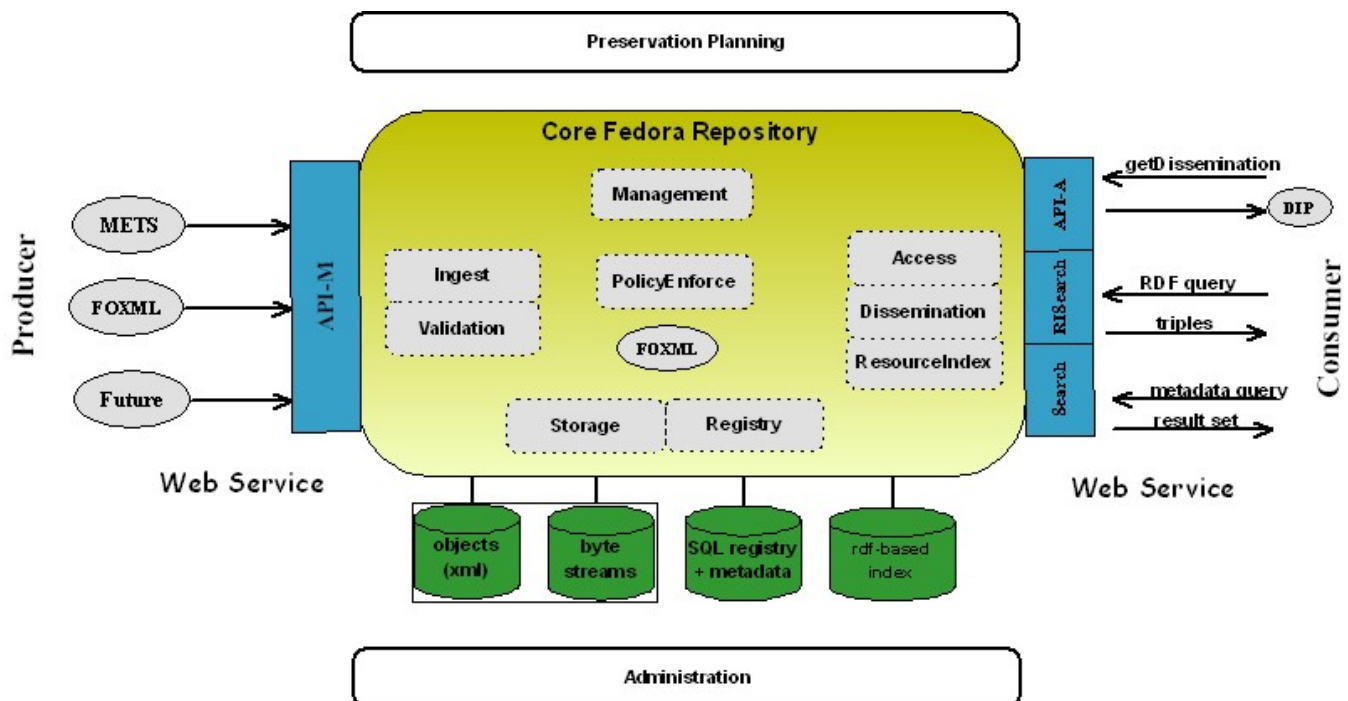 Preservation Planning
Core Fedora Repository
Management
Ingest
PolicyEnforce
Validation
FOXML
Access
Dissemination
ResourceIndex
Storage
Registry
Producer
METS
FOXML
Future
API-M
Web Service
API-A
RISearch
Search
getDissemination
DIP
RDF query
triples
metadata query
result set
Consumer
Web Service
objects
(xml)
byte
streams
SQL registry
+ metadata
rdf-based
index
Administration